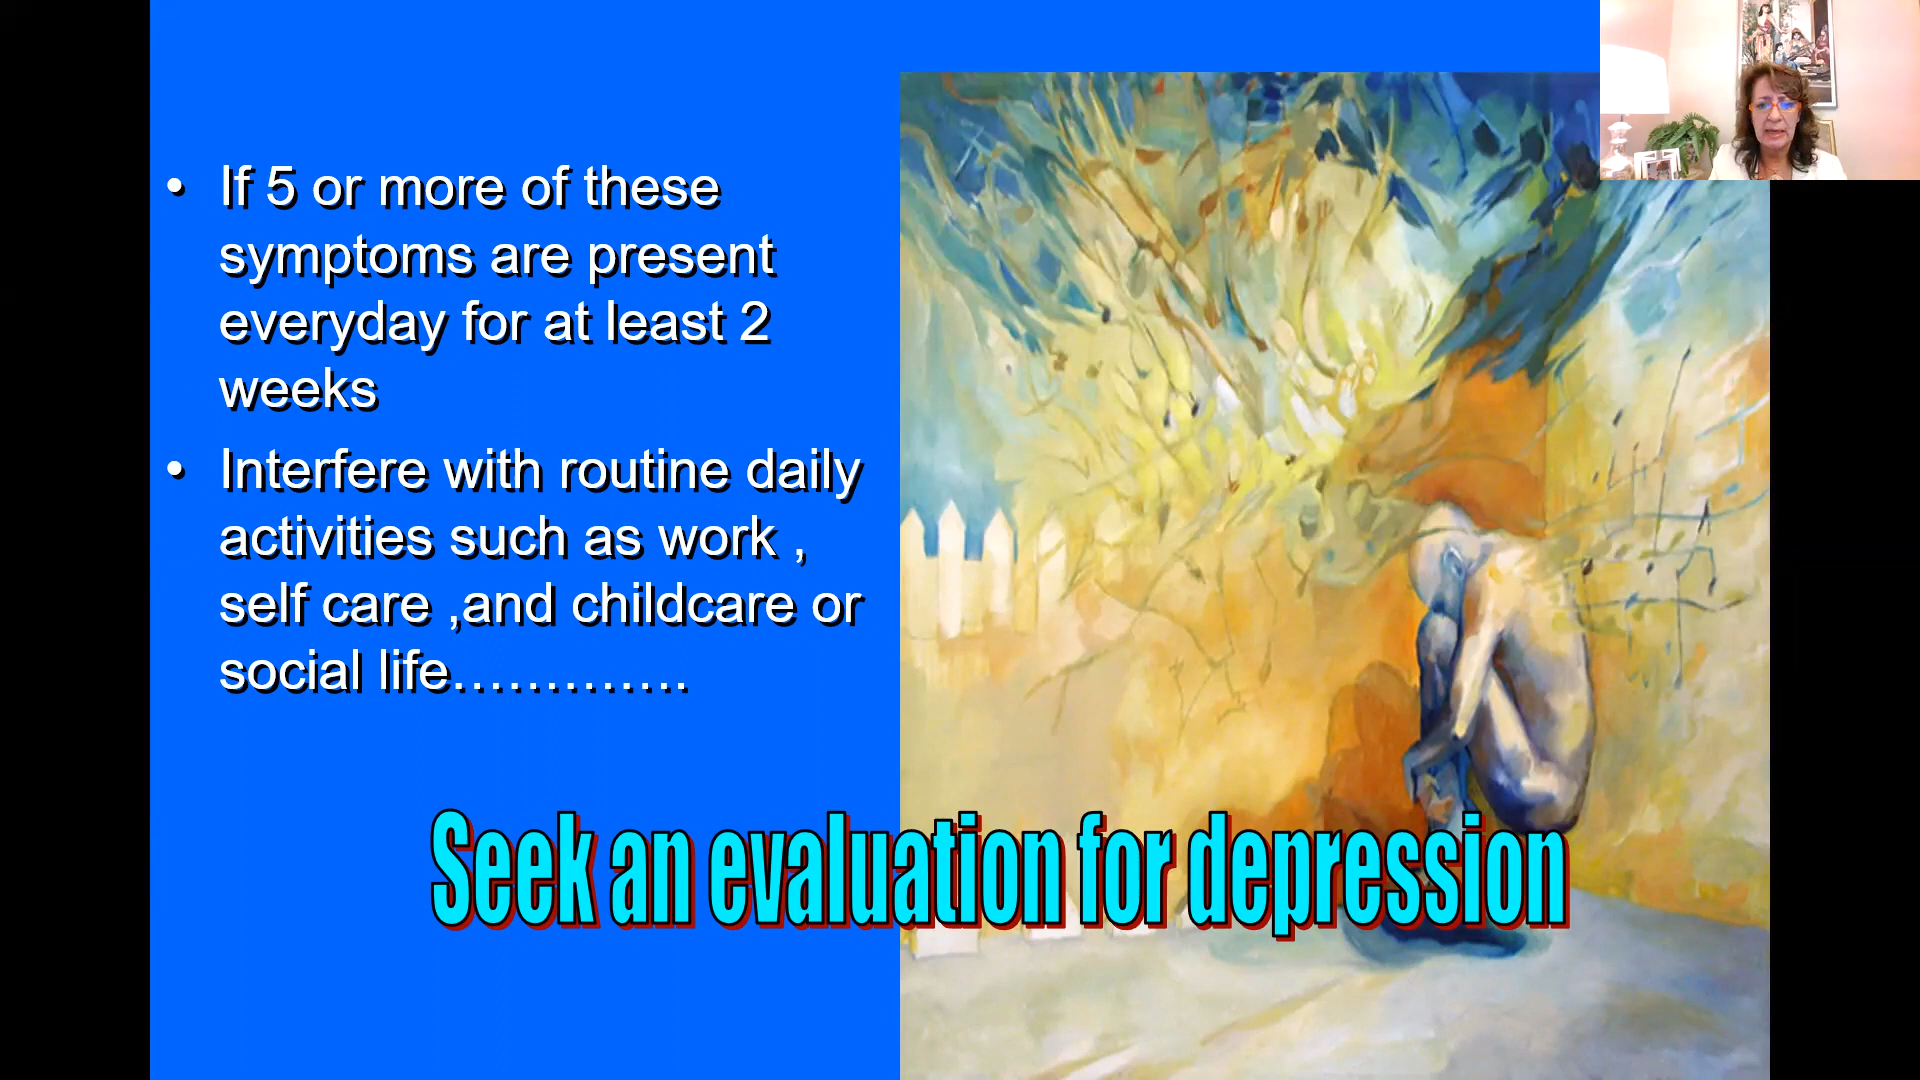 • If 5 or more of these
symptoms are present
everyday for at least 2
weeks
• Interfere with routine daily
activities such as work ,
self care ,and childcare or
social life………….
Seek an evaluation for depression